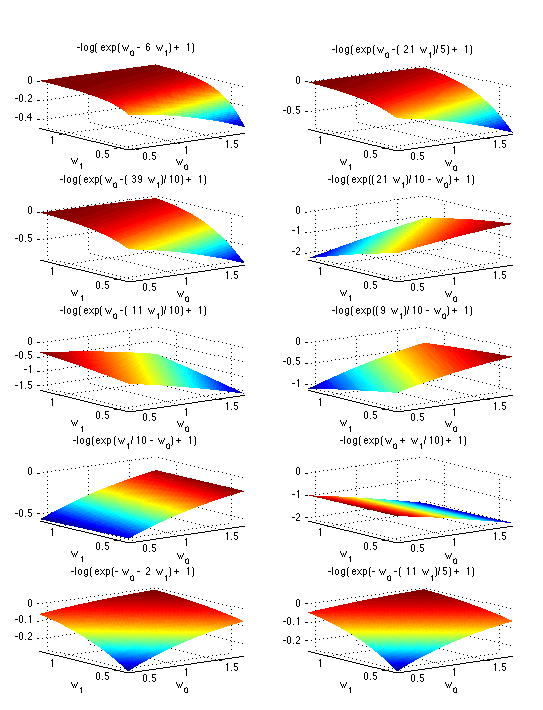 -log(exp(w₀ - 6 w₁) + 1)
0
-0.2
-0.4
1
0.5
0.5
1
1.5
w₁
w₀
-log(exp(w₀ -( 21 w₁)/5) + 1)
0
-0.5
1
0.5
0.5
1
1.5
w₁
w₀
-log(exp(w₀ -( 39 w₁)/10) + 1)
0
-0.5
1
0.5
0.5
1
1.5
w₁
w₀
-log(exp((21 w₁)/10 - w₀) + 1)
0
-1
-2
1
0.5
0.5
1
1.5
w₁
w₀
-log(exp(w₀ -( 11 w₁)/10) + 1)
0
-0.5
-1
-1.5
1
0.5
0.5
1
1.5
w₁
w₀
-log(exp((9 w₁)/10 - w₀) + 1)
0
-0.5
-1
1
0.5
0.5
1
1.5
w₁
w₀
-log(exp(w₁/10 - w₀) + 1)
0
-0.5
1
0.5
0.5
1
1.5
w₁
w₀
-log(exp(w₀ + w₁/10) + 1)
0
-1
-2
1
0.5
0.5
1
1.5
w₁
w₀
-log(exp(- w₀ - 2 w₁) + 1)
0
-0.1
-0.2
1
0.5
0.5
1
1.5
w₁
w₀
-log(exp(- w₀ -( 11 w₁)/5) + 1)
0
-0.1
-0.2
1
0.5
0.5
1
1.5
w₁
w₀